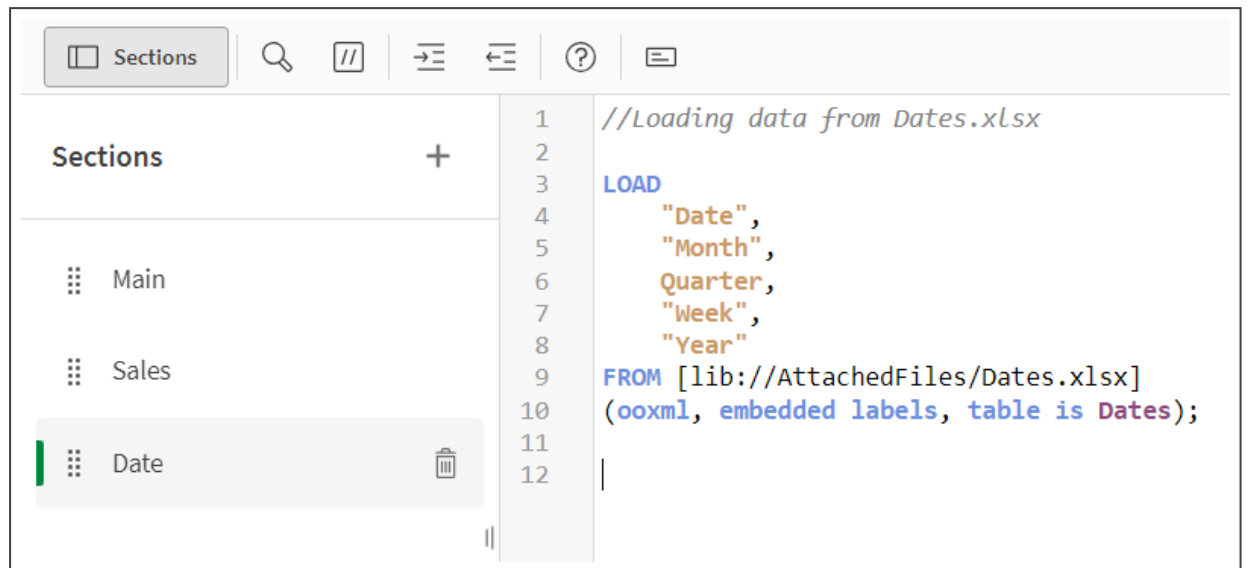 Sections
Sections
Main
Sales
Date
1 //Loading data from Dates.xlsx
2
3 LOAD
4 "Date",
5 "Month",
6 Quarter,
7 "Week",
8 "Year"
9 FROM [lib://AttachedFiles/Dates.xlsx]
10 (ooxml, embedded labels, table is Dates);
11
12